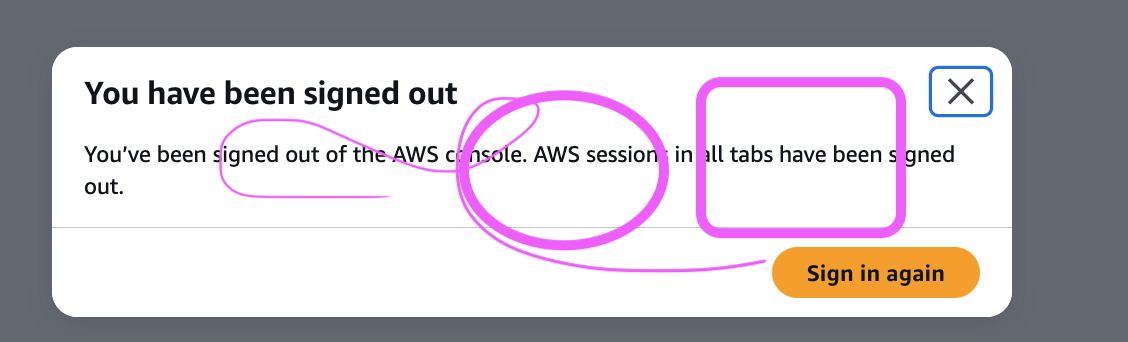 You have been signed out
You’ve been signed out of the AWS console. AWS sessions in all tabs have been signed
out.
Sign in again